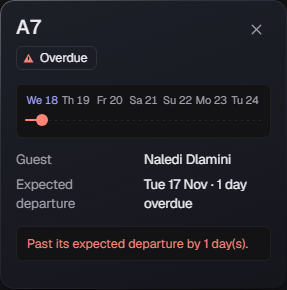 A7
Overdue
We 18 Th 19 Fr 20 Sa 21 Su 22 Mo 23 Tu 24
Guest Naledi Dlamini
Expected departure Tue 17 Nov · 1 day overdue
Past its expected departure by 1 day(s).